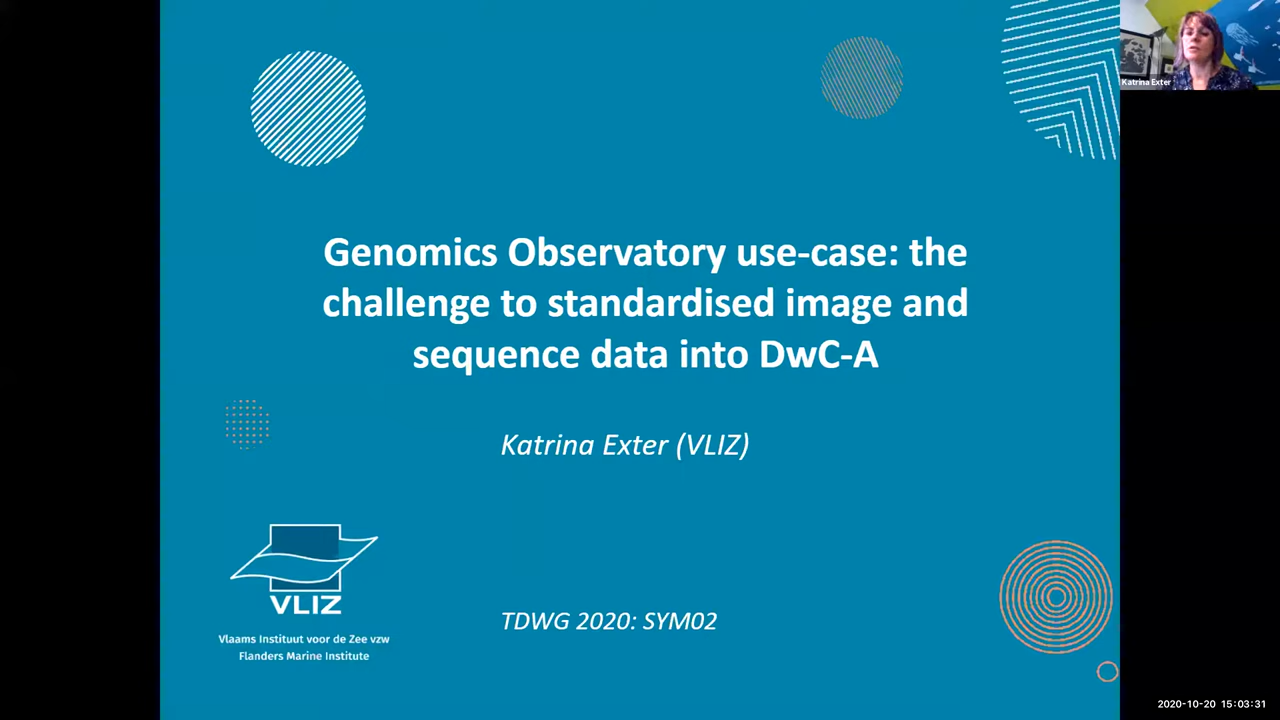 Katrina Exter
Genomics Observatory use-case: the
challenge to standardised image and
sequence data into DwC-A
Katrina Exter (VLIZ)
VLIZ
Vlaams Instituut voor de Zee vzw
Flanders Marine Institute
TDWG 2020: SYM02
2020-10-20 15:03:31